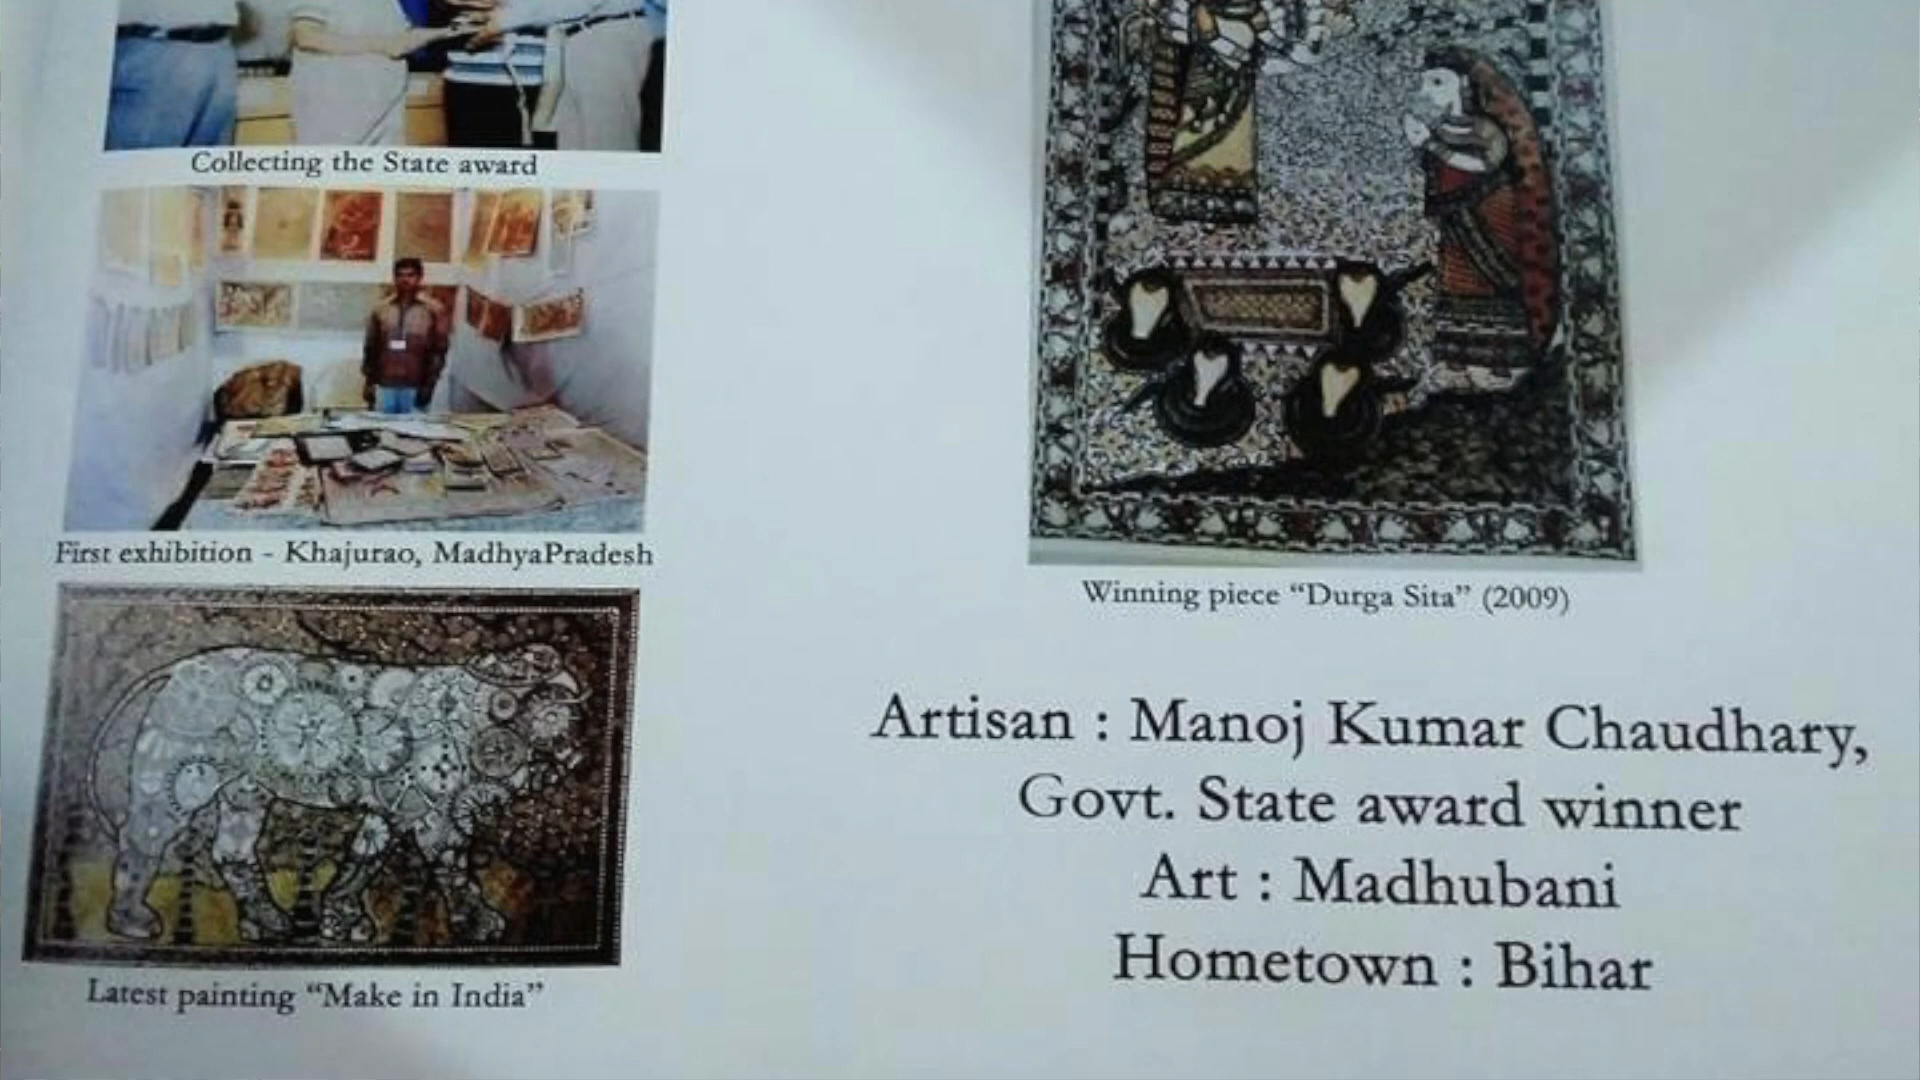 Collecting the State award
First exhibition - Khajurao, MadhyaPradesh
Latest painting “Make in India”
Winning piece “Durga Sita” (2009)
Artisan : Manoj Kumar Chaudhary,
Govt. State award winner
Art : Madhubani
Hometown : Bihar